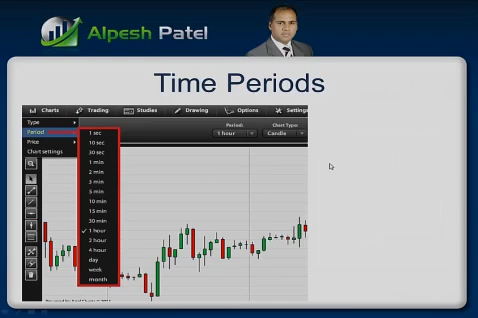 Alpesh Patel
Time Periods
Charts Trading Studies Drawing Options Settings
Type
Period
Price
Chart settings
Period: Chart Type:
1 hour Candle
1 sec
10 sec
30 sec
1 min
2 min
3 min
5 min
10 min
15 min
30 min
1 hour
2 hour
4 hour
day
week
month